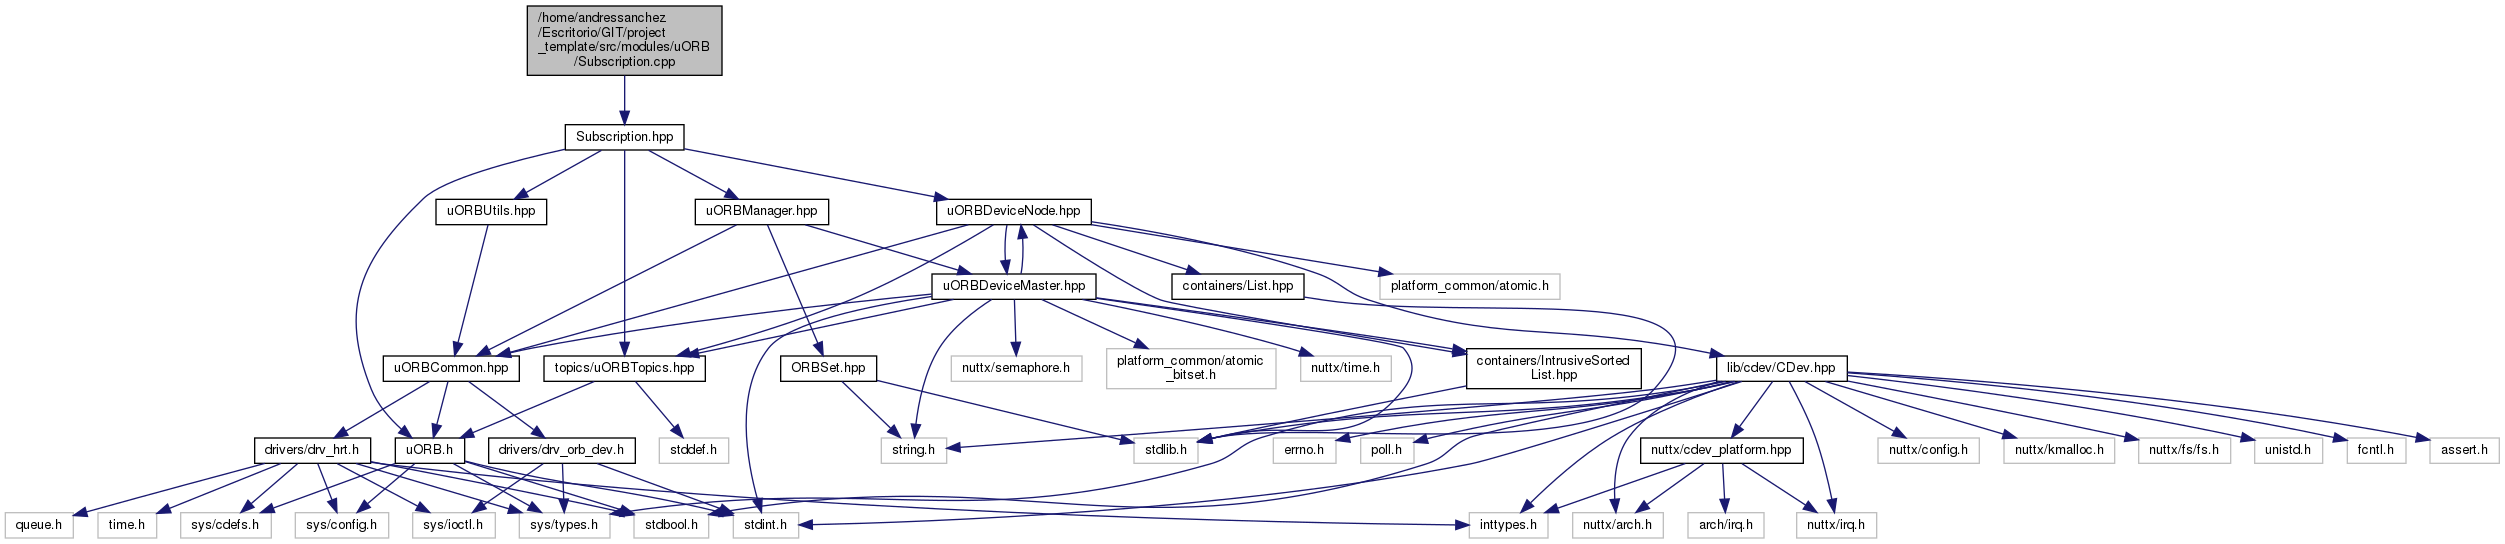 /home/andressanchez
/Escritorio/GIT/project
_template/src/modules/uORB
/Subscription.cpp
Subscription.hpp
uORBUtils.hpp
uORBManager.hpp
uORBDeviceNode.hpp
uORBDeviceMaster.hpp
containers/List.hpp
platform_common/atomic.h
uORBCommon.hpp
topics/uORBTopics.hpp
ORBSet.hpp
nuttx/semaphore.h
platform_common/atomic
_bitset.h
nuttx/time.h
containers/IntrusiveSorted
List.hpp
lib/cdev/CDev.hpp
drivers/drv_hrt.h
uORB.h
drivers/drv_orb_dev.h
stddef.h
string.h
stdlib.h
errno.h
poll.h
nuttx/cdev_platform.hpp
nuttx/config.h
nuttx/kmalloc.h
nuttx/fs/fs.h
unistd.h
fcntl.h
assert.h
queue.h
time.h
sys/cdefs.h
sys/config.h
sys/ioctl.h
sys/types.h
stdbool.h
stdint.h
inttypes.h
nuttx/arch.h
arch/irq.h
nuttx/irq.h